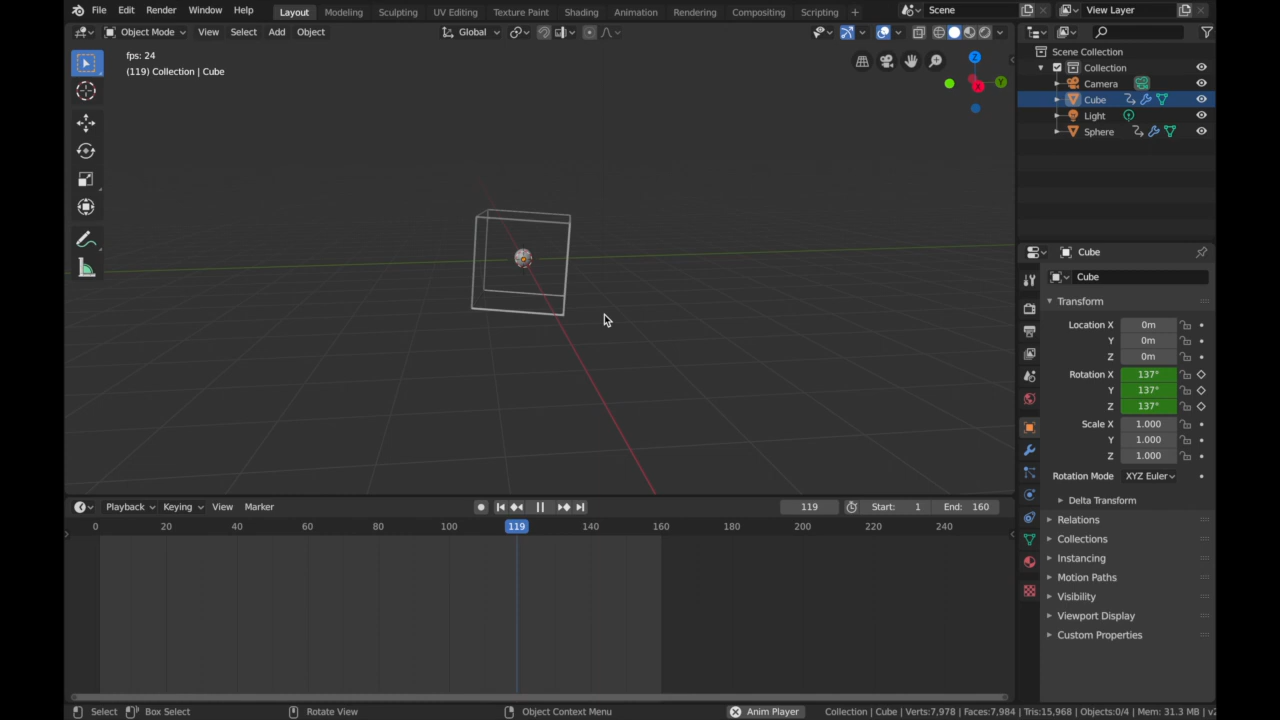 File Edit Render Window Help Layout Modeling Sculpting UV Editing Texture Paint Shading Animation Rendering Compositing Scripting + Scene View Layer
Object Mode View Select Add Object Global
fps: 24
(119) Collection | Cube
X Y Z
Scene Collection
Collection
Camera
Cube
Light
Sphere
Cube
Cube
Transform
Location X 0m
Y 0m
Z 0m
Rotation X 137°
Y 137°
Z 137°
Scale X 1.000
Y 1.000
Z 1.000
Rotation Mode XYZ Euler
Delta Transform
Relations
Collections
Instancing
Motion Paths
Visibility
Viewport Display
Custom Properties
Playback Keying View Marker 119 Start: 1 End: 160
0 20 40 60 80 100 119 140 160 180 200 220 240
Select Box Select Rotate View Object Context Menu Anim Player Collection | Cube | Verts:7,978 | Faces:7,984 | Tris:15,968 | Objects:0/4 | Mem: 31.3 MB |